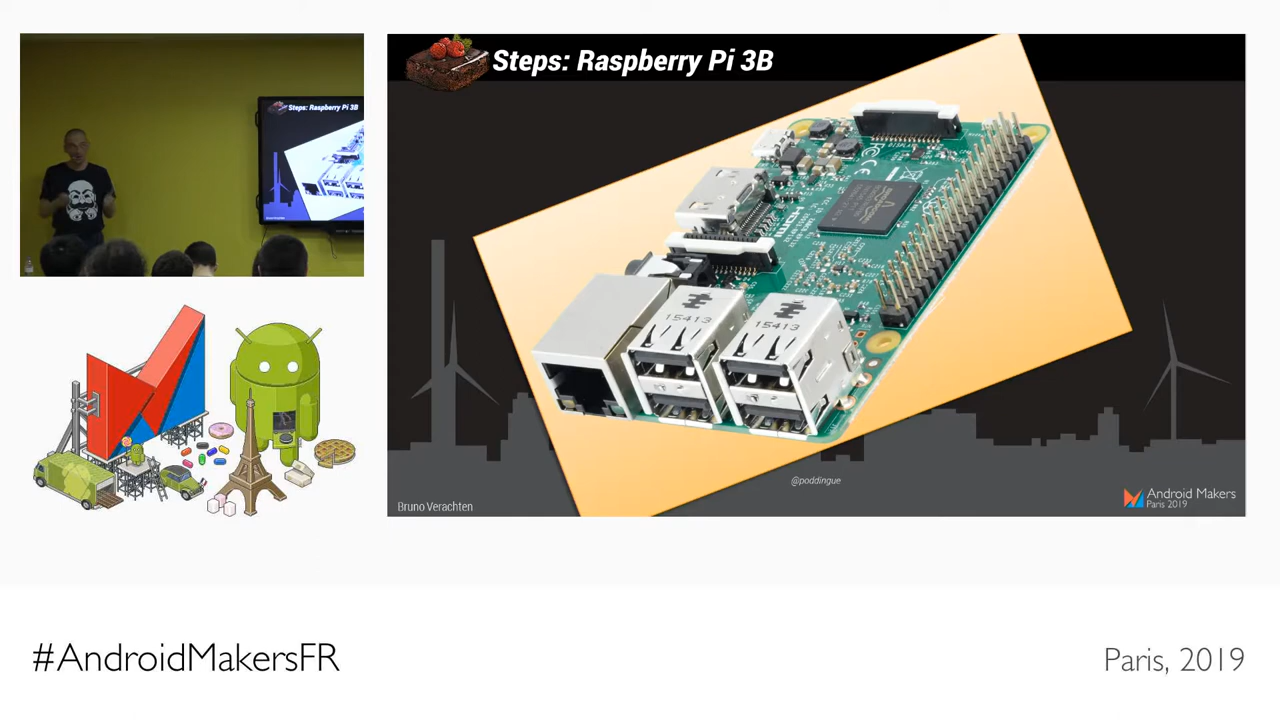 Steps: Raspberry Pi 3B
Steps: Raspberry Pi 3B
HDMI
15413
15413
@poddingue
Bruno Verachten
Android Makers
Paris 2019
#AndroidMakersFR
Paris, 2019